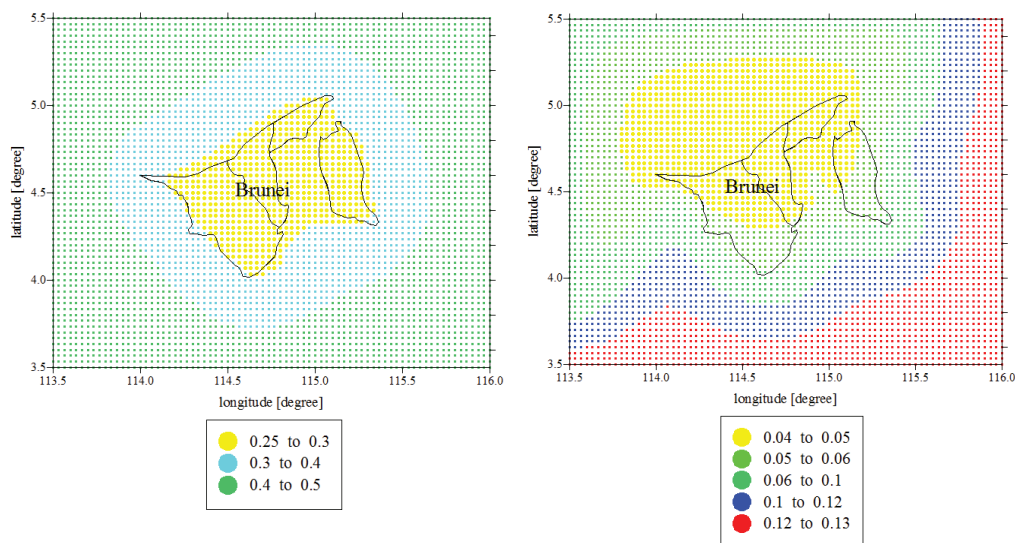 5.5
5.0
4.5
4.0
3.5
latitude [degree]
Brunei
113.5 114.0 114.5 115.0 115.5 116.0
longitude [degree]
0.25 to 0.3
0.3 to 0.4
0.4 to 0.5
5.5
5.0
4.5
4.0
3.5
latitude [degree]
Brunei
113.5 114.0 114.5 115.0 115.5 116.0
longitude [degree]
0.04 to 0.05
0.05 to 0.06
0.06 to 0.1
0.1 to 0.12
0.12 to 0.13